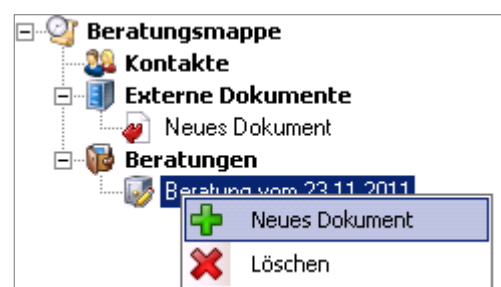 Beratungsmappe
Kontakte
Externe Dokumente
Neues Dokument
Beratungen
Beratung vom 23.11.2011
Neues Dokument
Löschen